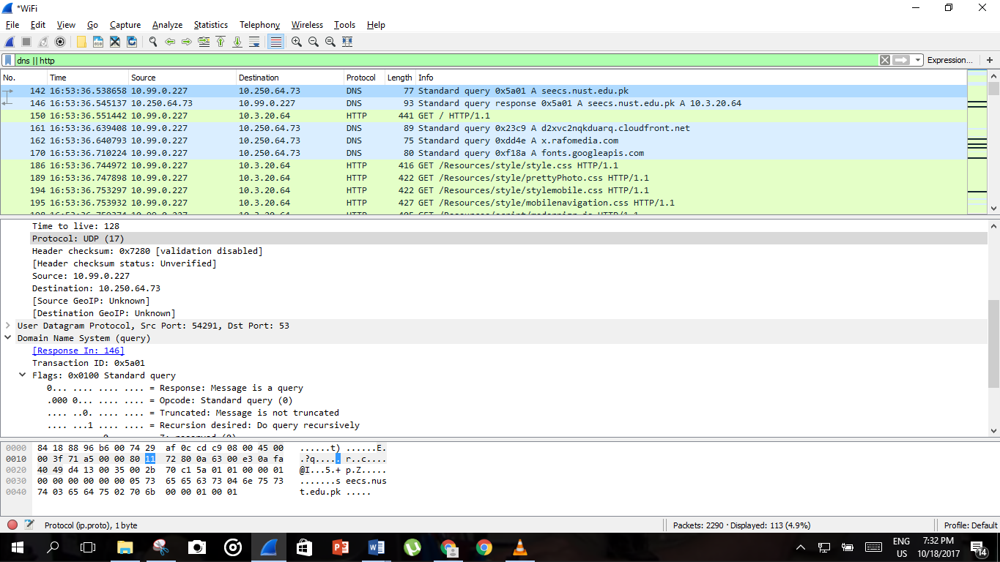 *WiFi
File Edit View Go Capture Analyze Statistics Telephony Wireless Tools Help
dns || http
Expression... +
No. Time Source Destination Protocol Length Info
142 16:53:36.538658 10.99.0.227 10.250.64.73 DNS 77 Standard query 0x5a01 A seecs.nust.edu.pk
146 16:53:36.545137 10.250.64.73 10.99.0.227 DNS 93 Standard query response 0x5a01 A seecs.nust.edu.pk A 10.3.20.64
150 16:53:36.551442 10.99.0.227 10.3.20.64 HTTP 441 GET / HTTP/1.1
161 16:53:36.639408 10.99.0.227 10.250.64.73 DNS 89 Standard query 0x23c9 A d2xvc2nqkduarq.cloudfront.net
162 16:53:36.640793 10.99.0.227 10.250.64.73 DNS 75 Standard query 0xdd4e A x.rafomedia.com
170 16:53:36.710224 10.99.0.227 10.250.64.73 DNS 80 Standard query 0xf18a A fonts.googleapis.com
186 16:53:36.744972 10.99.0.227 10.3.20.64 HTTP 416 GET /Resources/style/style.css HTTP/1.1
189 16:53:36.747898 10.99.0.227 10.3.20.64 HTTP 422 GET /Resources/style/prettyPhoto.css HTTP/1.1
194 16:53:36.753297 10.99.0.227 10.3.20.64 HTTP 422 GET /Resources/style/stylemobile.css HTTP/1.1
195 16:53:36.753932 10.99.0.227 10.3.20.64 HTTP 427 GET /Resources/style/mobilenavigation.css HTTP/1.1
Time to live: 128
Protocol: UDP (17)
Header checksum: 0x7280 [validation disabled]
[Header checksum status: Unverified]
Source: 10.99.0.227
Destination: 10.250.64.73
[Source GeoIP: Unknown]
[Destination GeoIP: Unknown]
User Datagram Protocol, Src Port: 54291, Dst Port: 53
Domain Name System (query)
[Response In: 146]
Transaction ID: 0x5a01
Flags: 0x0100 Standard query
0... .... .... .... = Response: Message is a query
.000 0... .... .... = Opcode: Standard query (0)
.... ..0. .... .... = Truncated: Message is not truncated
.... ...1 .... .... = Recursion desired: Do query recursively
0000 84 18 88 96 b6 00 74 29 af 0c cd c9 08 00 45 00 ......t) ......E.
0010 00 3f 71 a5 00 00 80 11 72 80 0a 63 00 e3 0a fa .?q..... r..c....
0020 40 49 d4 13 00 35 00 2b 70 c1 5a 01 01 00 00 01 @I...5.+ p.Z.....
0030 00 00 00 00 00 00 05 73 65 65 63 73 04 6e 75 73 .......s eecs.nus
0040 74 03 65 64 75 02 70 6b 00 00 01 00 01 t.edu.pk .....
Protocol (ip.proto), 1 byte
Packets: 2290 · Displayed: 113 (4.9%)
Profile: Default
ENG
US
7:32 PM
10/18/2017
14